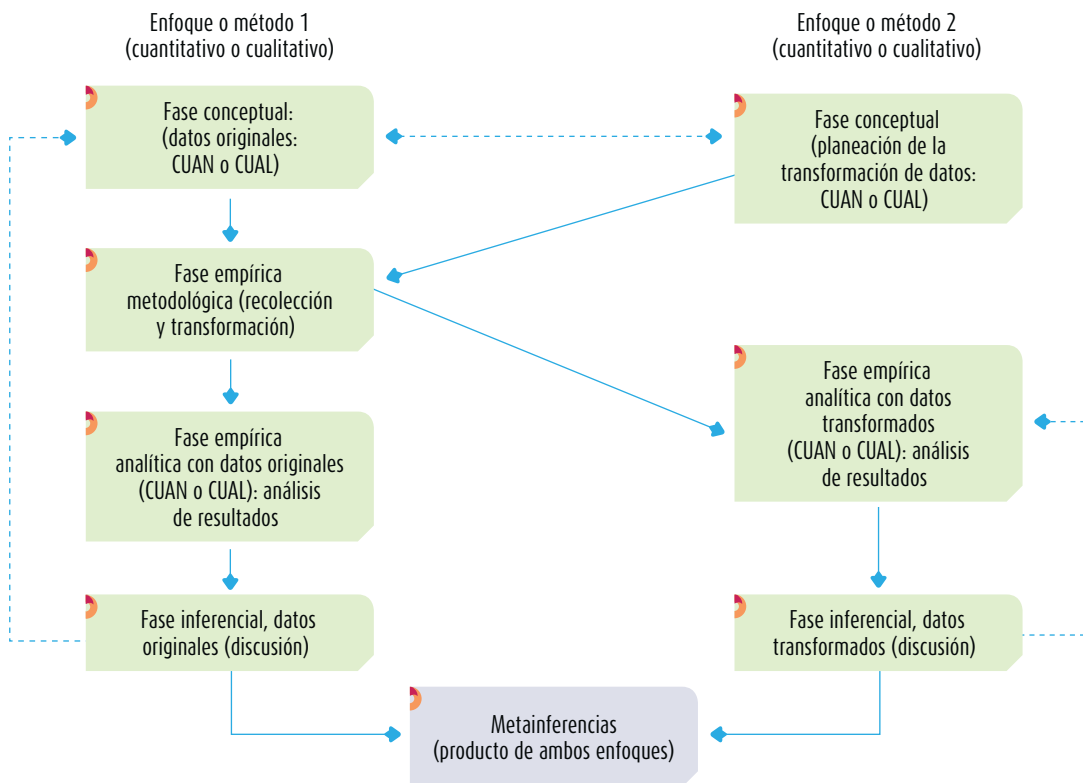 Enfoque o método 1
(cuantitativo o cualitativo)
Enfoque o método 2
(cuantitativo o cualitativo)
Fase conceptual:
(datos originales:
CUAN o CUAL)
Fase conceptual
(planeación de la
transformación de datos:
CUAN o CUAL)
Fase empírica
metodológica (recolección
y transformación)
Fase empírica
analítica con datos
transformados
(CUAN o CUAL): análisis
de resultados
Fase empírica
analítica con datos originales
(CUAN o CUAL): análisis
de resultados
Fase inferencial, datos
originales (discusión)
Fase inferencial, datos
transformados (discusión)
Metainferencias
(producto de ambos enfoques)